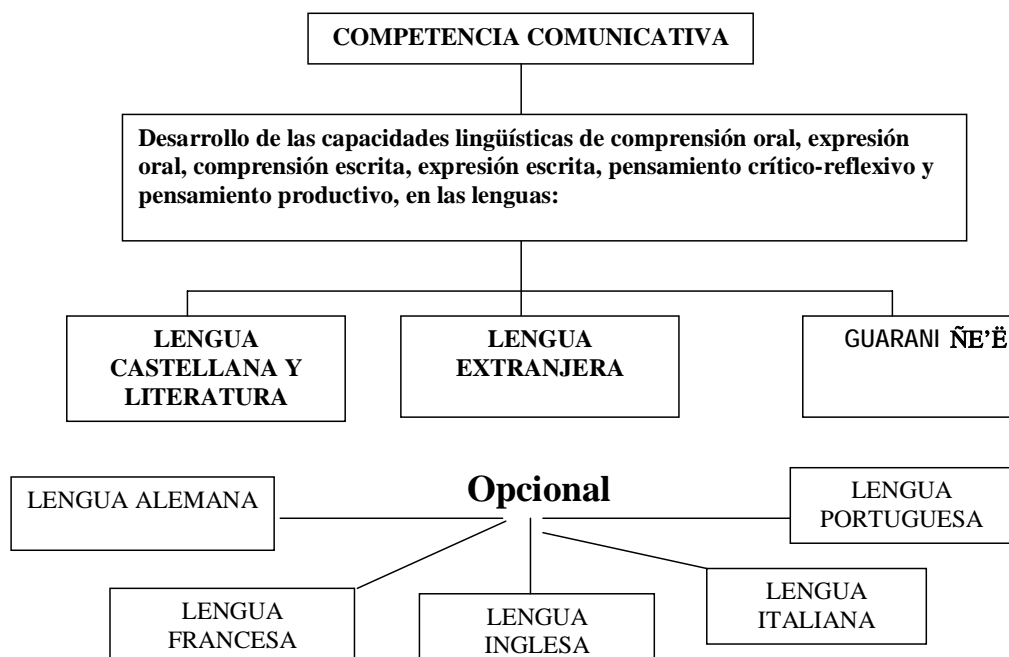 COMPETENCIA COMUNICATIVA
Desarrollo de las capacidades lingüísticas de comprensión oral, expresión
oral, comprensión escrita, expresión escrita, pensamiento crítico-reflexivo y
pensamiento productivo, en las lenguas:
LENGUA
CASTELLANA Y
LITERATURA
LENGUA
EXTRANJERA
GUARANI ÑE’Ë
Opcional
LENGUA ALEMANA
LENGUA
PORTUGUESA
LENGUA
FRANCESA
LENGUA
INGLESA
LENGUA
ITALIANA